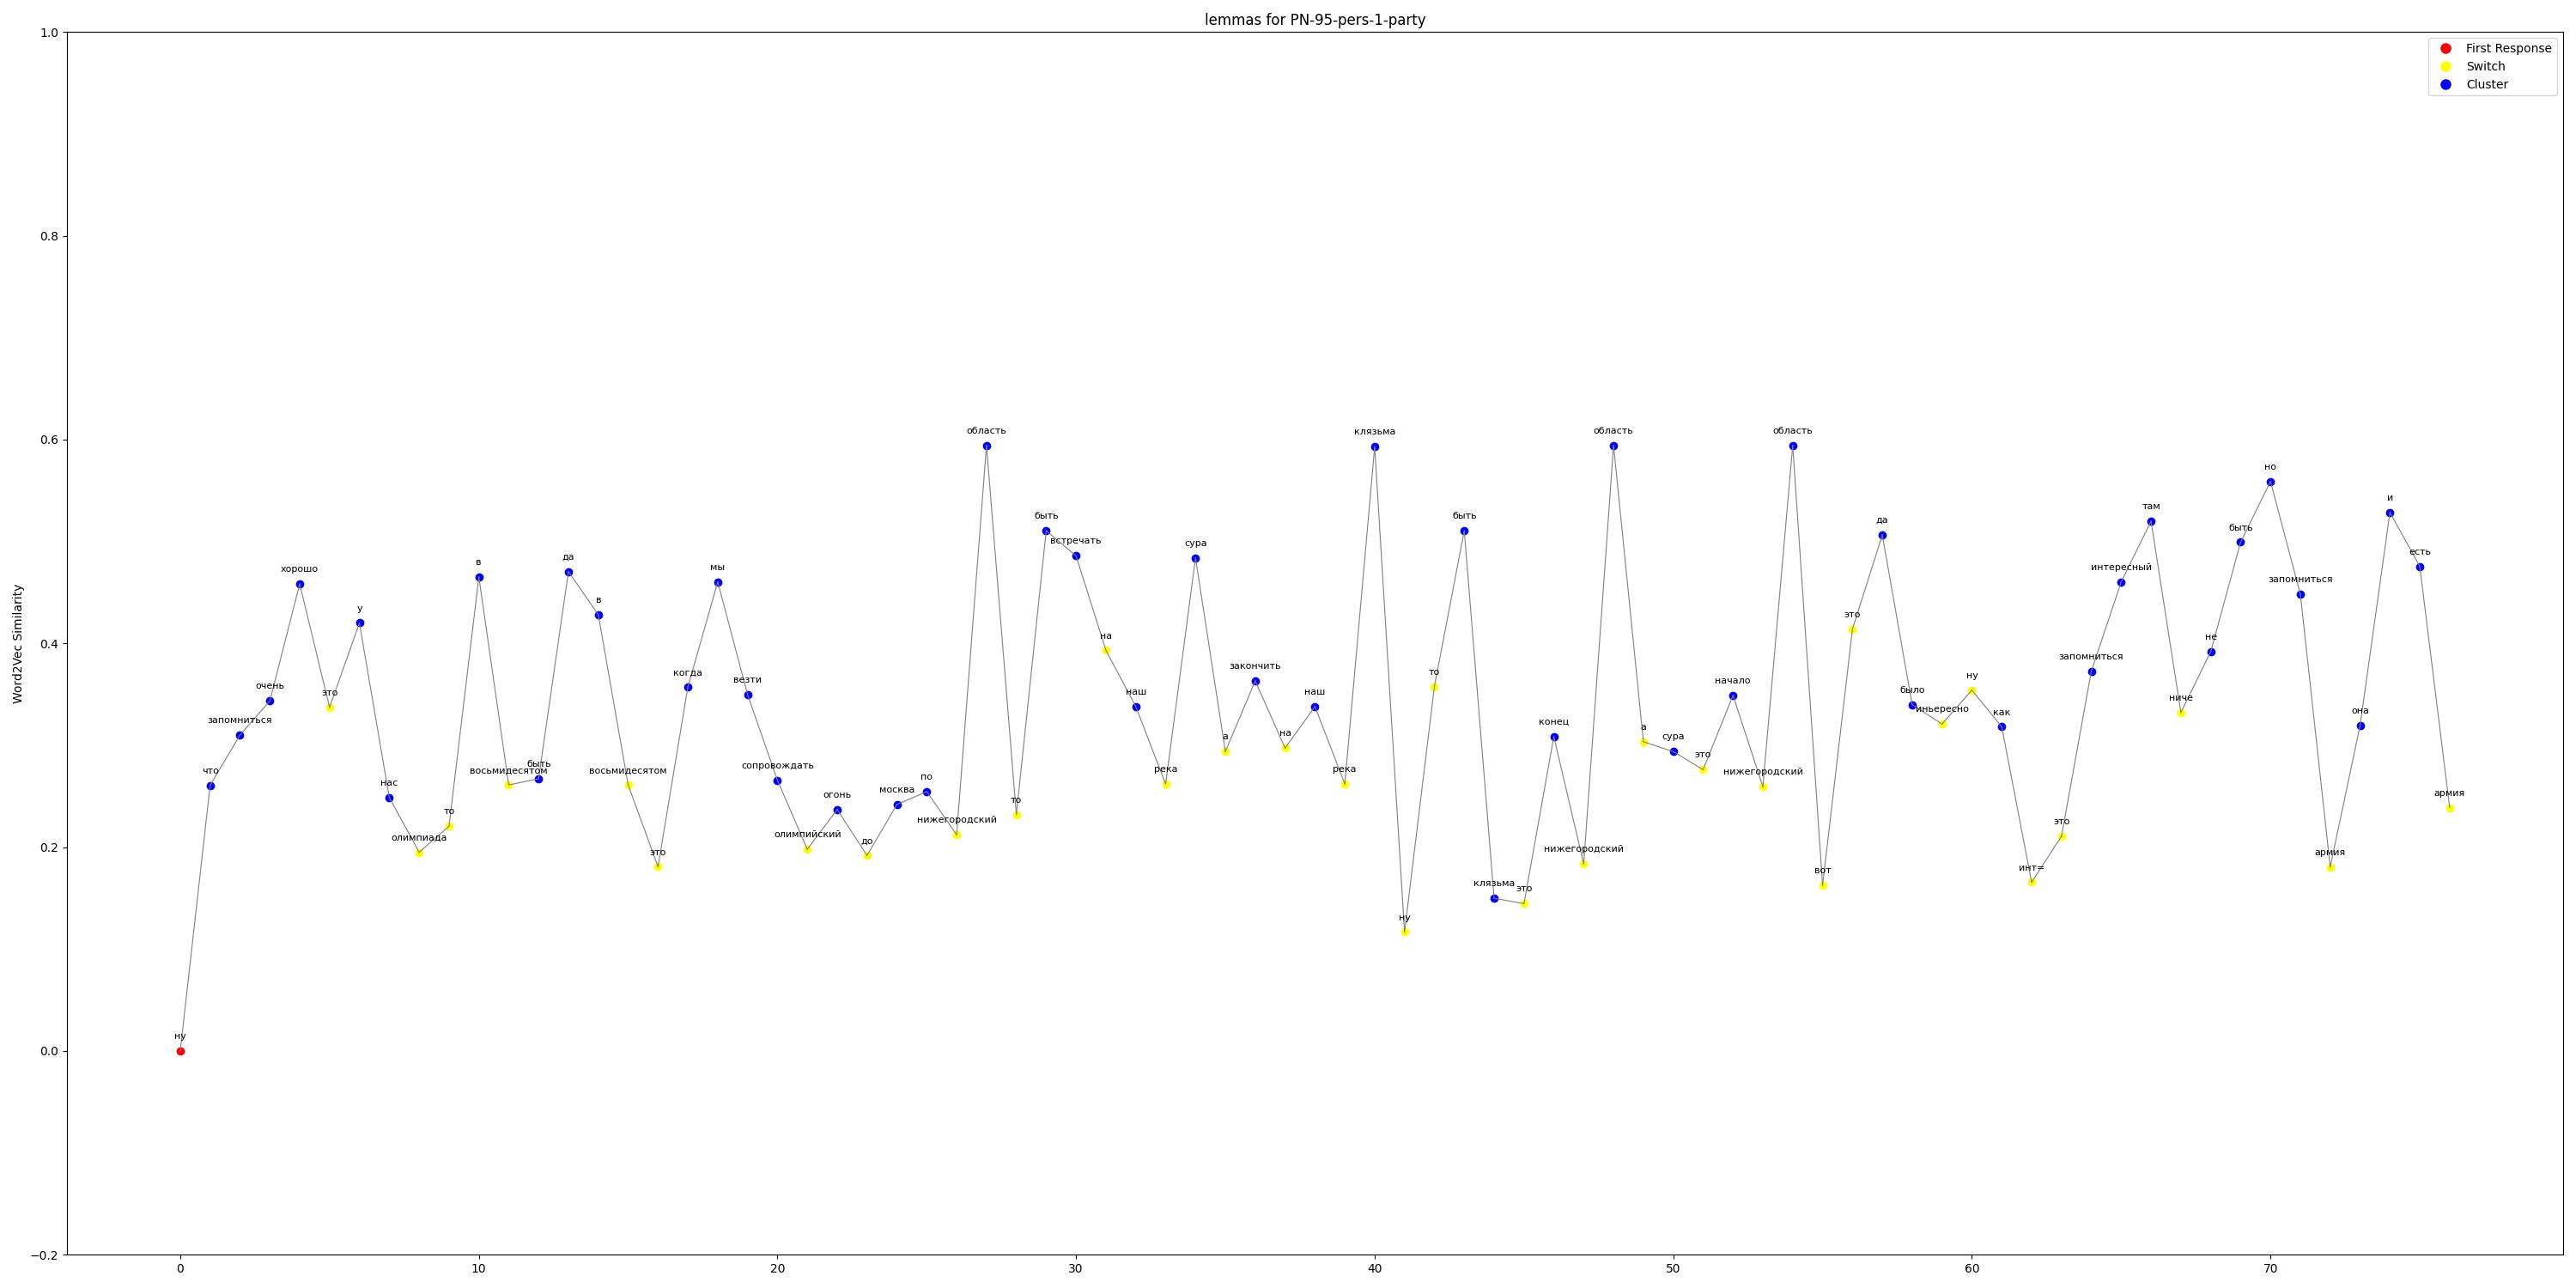 lemmas for PN-95-pers-1-party
First Response
Switch
Cluster
Word2Vec Similarity
1.0
0.8
0.6
0.4
0.2
0.0
−0.2
ну
что
запомниться
очень
хорошо
это
у
нас
олимпиада
то
в
восьмидесятом
быть
да
в
восьмидесятом
это
когда
мы
везти
сопровождать
олимпийский
огонь
до
москва
по
нижегородский
область
то
быть
встречать
на
наш
река
сура
а
закончить
на
наш
река
клязьма
ну
то
быть
клязьма
это
конец
нижегородский
область
а
сура
это
начало
нижегородский
область
вот
это
да
было
иньересно
ну
как
инт=
это
запомниться
интересный
там
ниче
не
быть
но
запомниться
армия
она
и
есть
армия
0 10 20 30 40 50 60 70